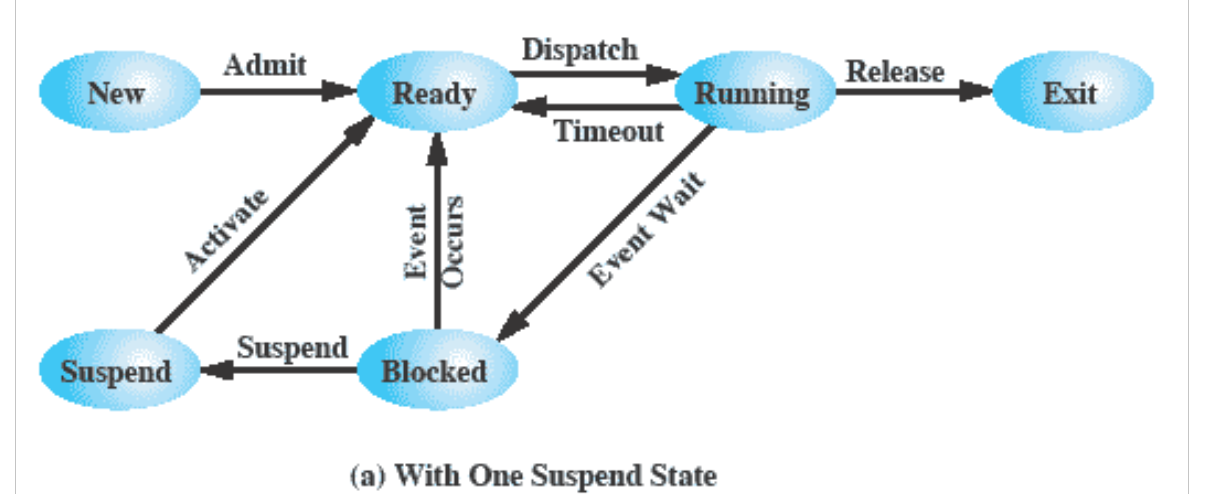 Dispatch
Admit
Release
New
Ready
Running
Exit
Timeout
Activate
Event
Occurs
Event Wait
Suspend
Suspend
Blocked
(a) With One Suspend State